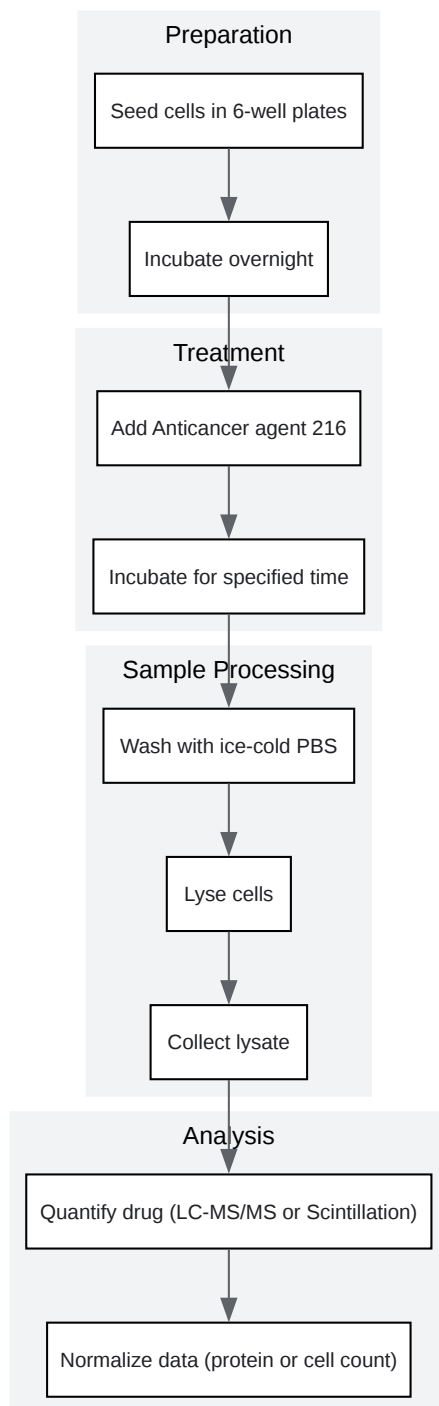 Preparation
Seed cells in 6-well plates
Incubate overnight
Treatment
Add Anticancer agent 216
Incubate for specified time
Sample Processing
Wash with ice-cold PBS
Lyse cells
Collect lysate
Analysis
Quantify drug (LC-MS/MS or Scintillation)
Normalize data (protein or cell count)